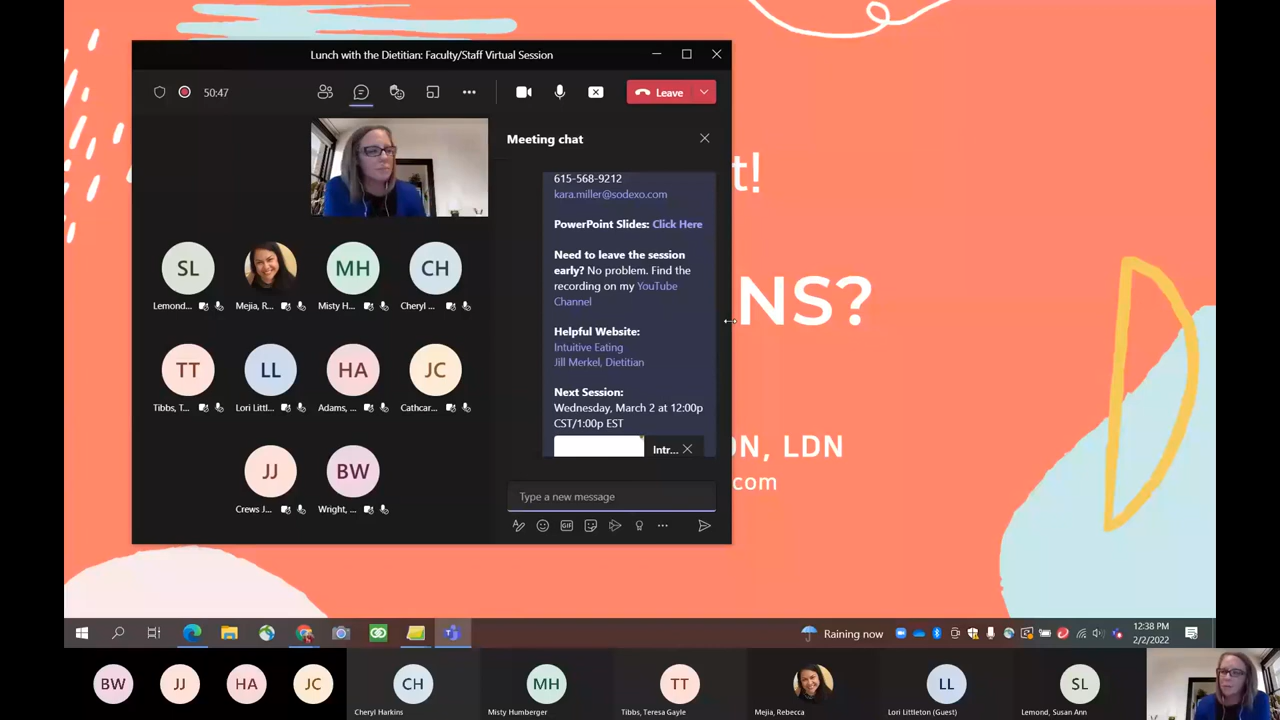 Lunch with the Dietitian: Faculty/Staff Virtual Session
50:47
Leave
Meeting chat
615-568-9212
kara.miller@sodexo.com
PowerPoint Slides: Click Here
Need to leave the session
early? No problem. Find the
recording on my YouTube
Channel
Helpful Website:
Intuitive Eating
Jill Merkel, Dietitian
Next Session:
Wednesday, March 2 at 12:00p
CST/1:00p EST
Intr...
Type a new message
GIF
SL
MH
CH
Lemond...
Mejia, R...
Misty H...
Cheryl ...
TT
LL
HA
JC
Tibbs, T...
Lori Littl...
Adams, ...
Cathcar...
JJ
BW
Crews J...
Wright, ...
t!
NS?
DN, LDN
com
Raining now
12:38 PM
2/2/2022
BW
JJ
HA
JC
CH
MH
TT
LL
SL
Cheryl Harkins
Misty Humberger
Tibbs, Teresa Gayle
Mejia, Rebecca
Lori Littleton (Guest)
Lemond, Susan Ann